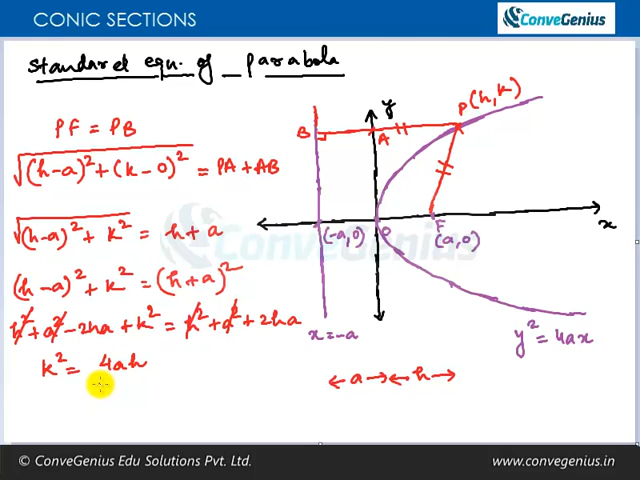 CONIC SECTIONS
ConveGenius
Standard equ. of parabola
PF = PB
√(h-a)² + (k-0)² = PA + AB
√(h-a)² + k² = h + a
(h-a)² + k² = (h+a)²
h² + a² - 2ha + k² = h² + a² + 2ha
k² = 4ah
y
P(h, k)
B
A
(-a,0)
O
F
(a,0)
x
x = -a
y² = 4ax
←a→←h→
ConveGenius
© ConveGenius Edu Solutions Pvt. Ltd.
www.convegenius.in